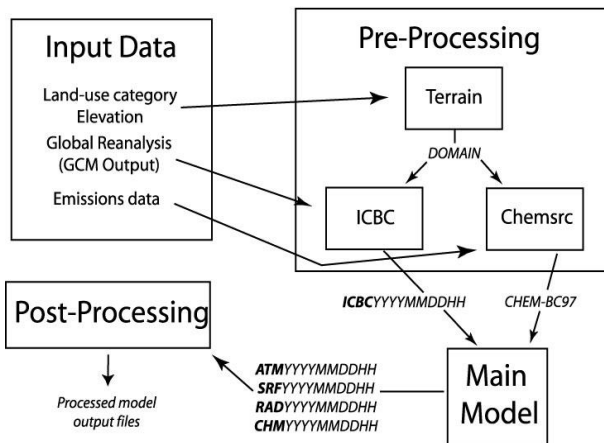 Input Data
Land-use category
Elevation
Global Reanalysis
(GCM Output)
Emissions data
Pre-Processing
Terrain
DOMAIN
ICBC
Chemsrc
ICBCYYYYMMDDHH
CHEM-BC97
Main
Model
ATMYYYYMMDDHH
SRFYYYYMMDDHH
RADYYYYMMDDHH
CHMYYYYMMDDHH
Post-Processing
Processed model
output files